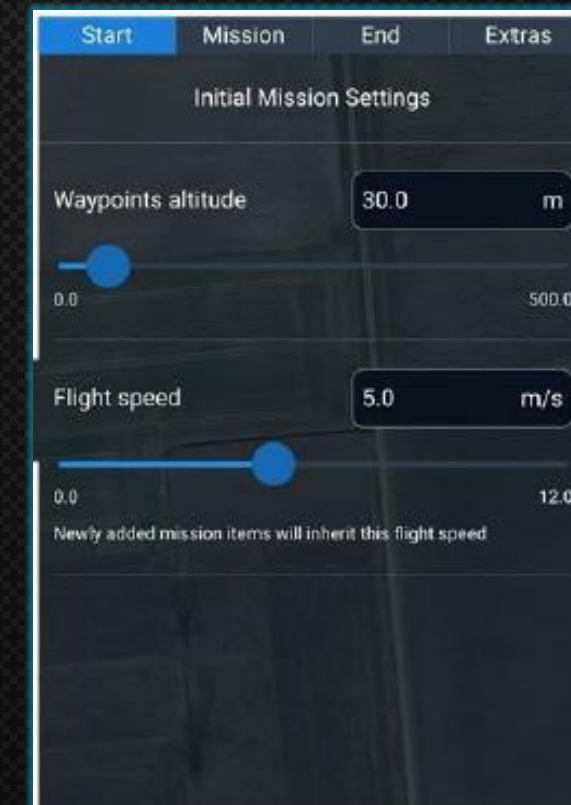 Start Mission End Extras
Initial Mission Settings
Waypoints altitude 30.0 m
0.0 500.0
Flight speed 5.0 m/s
0.0 12.0
Newly added mission items will inherit this flight speed